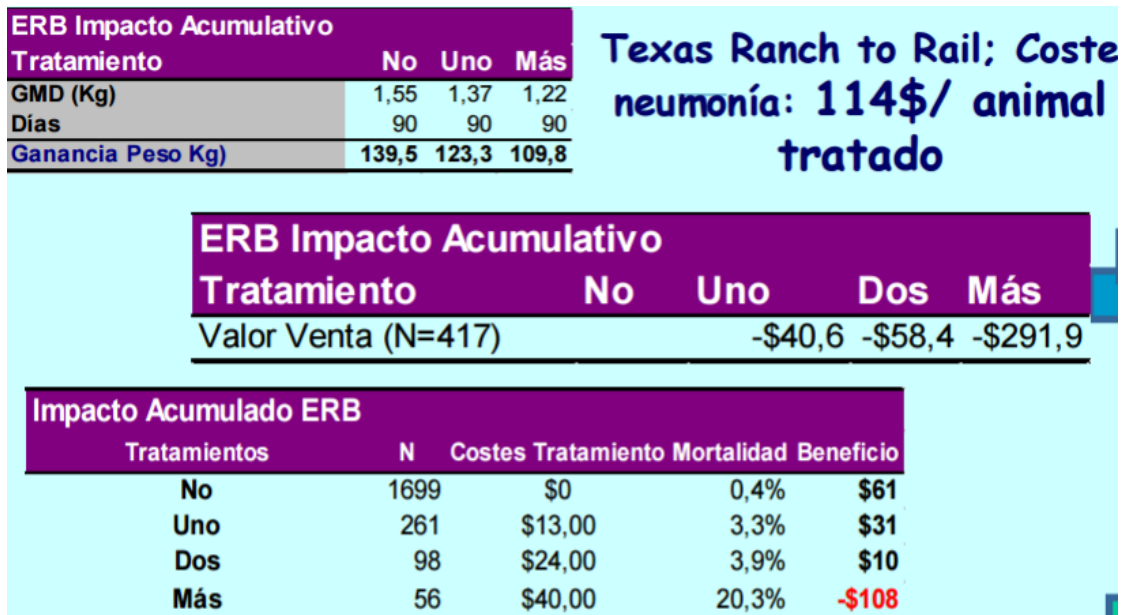 ERB Impacto Acumulativo
Tratamiento No Uno Más
GMD (Kg) 1,55 1,37 1,22
Días 90 90 90
Ganancia Peso Kg) 139,5 123,3 109,8
Texas Ranch to Rail; Coste
neumonía: 114$/ animal
tratado
ERB Impacto Acumulativo
Tratamiento No Uno Dos Más
Valor Venta (N=417) -$40,6 -$58,4 -$291,9
Impacto Acumulado ERB
Tratamientos N Costes Tratamiento Mortalidad Beneficio
No 1699 $0 0,4% $61
Uno 261 $13,00 3,3% $31
Dos 98 $24,00 3,9% $10
Más 56 $40,00 20,3% -$108